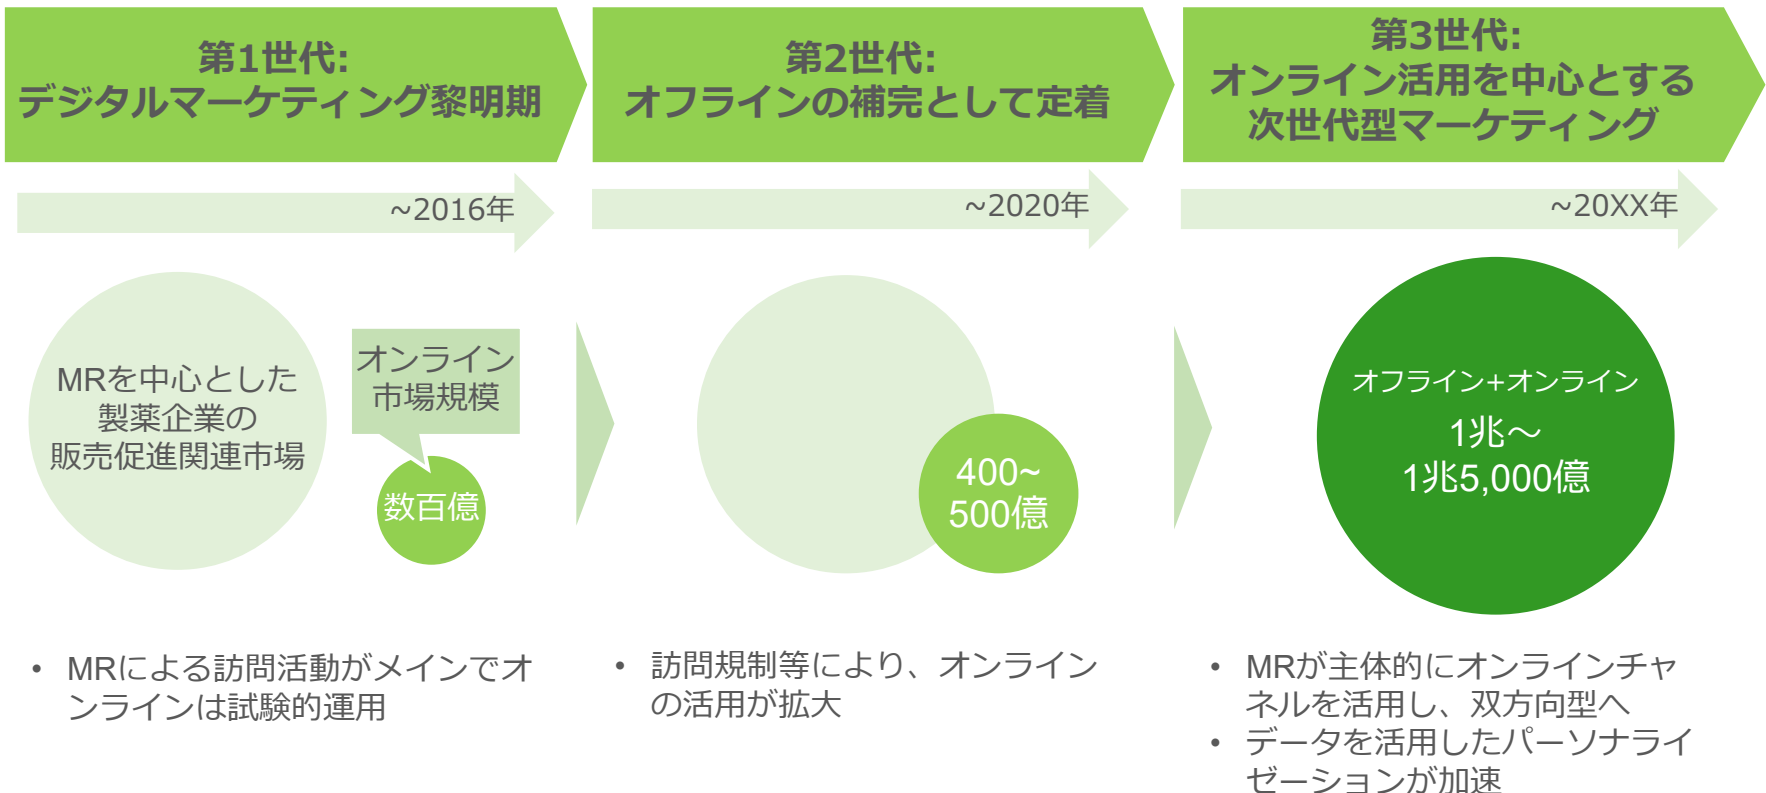 第1世代:
デジタルマーケティング黎明期
第2世代:
オフラインの補完として定着
第3世代:
オンライン活用を中心とする
次世代型マーケティング
~2016年
~2020年
~20XX年
MRを中心とした
製薬企業の
販売促進関連市場
オンライン
市場規模
数百億
400~
500億
オフライン+オンライン
1兆～
1兆5,000億
• MRによる訪問活動がメインでオ
ンラインは試験的運用
• 訪問規制等により、オンライン
の活用が拡大
• MRが主体的にオンラインチャ
ネルを活用し、双方向型へ
• データを活用したパーソナライ
ゼーションが加速